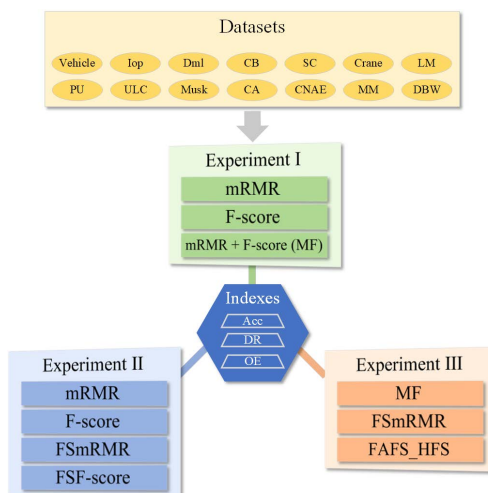 Datasets
Vehicle Iop Dml CB SC Crane LM
PU ULC Musk CA CNAE MM DBW
Experiment I
mRMR
F-score
mRMR + F-score (MF)
Indexes
Acc
DR
OE
Experiment II
mRMR
F-score
FSmRMR
FSF-score
Experiment III
MF
FSmRMR
FAFS_HFS